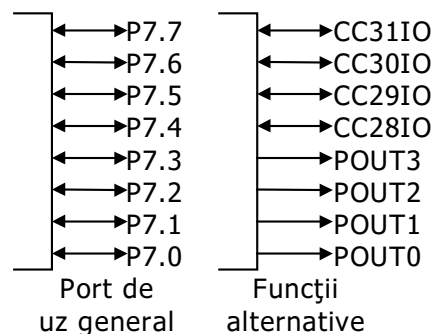 P7.7 CC31IO
P7.6 CC30IO
P7.5 CC29IO
P7.4 CC28IO
P7.3 POUT3
P7.2 POUT2
P7.1 POUT1
P7.0 POUT0
Port de Funcţii
uz general alternative